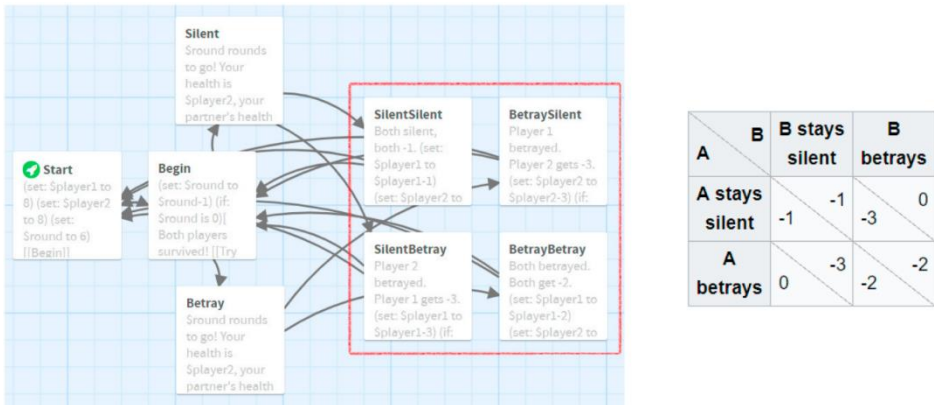 Silent
$round rounds
to go! Your
health is
$player2, your
partner's health
Start
(set: $player1 to
8) (set: $player2
to 8) (set:
$round to 6)
[[Begin]]
Begin
(set: $round to
$round-1) (if:
$round is 0)[
Both players
survived! [[Try
Betray
$round rounds
to go! Your
health is
$player2, your
partner's health
SilentSilent
Both silent,
both -1. (set:
$player1 to
$player1-1)
(set: $player2 to
BetraySilent
Player 1
betrayed.
Player 2 gets -3.
(set: $player2 to
$player2-3) (if:
SilentBetray
Player 2
betrayed.
Player 1 gets -3.
(set: $player1 to
$player1-3) (if:
BetrayBetray
Both betrayed.
Both get -2.
(set: $player1 to
$player1-2)
(set: $player2 to
A B
B stays
silent
B
betrays
A stays
silent
-1 -1
-3 0
A
betrays
0 -3
-2 -2